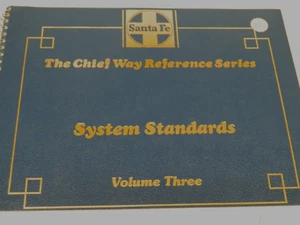 Santa Fe
The Chief Way Reference Series
System Standards
Volume Three